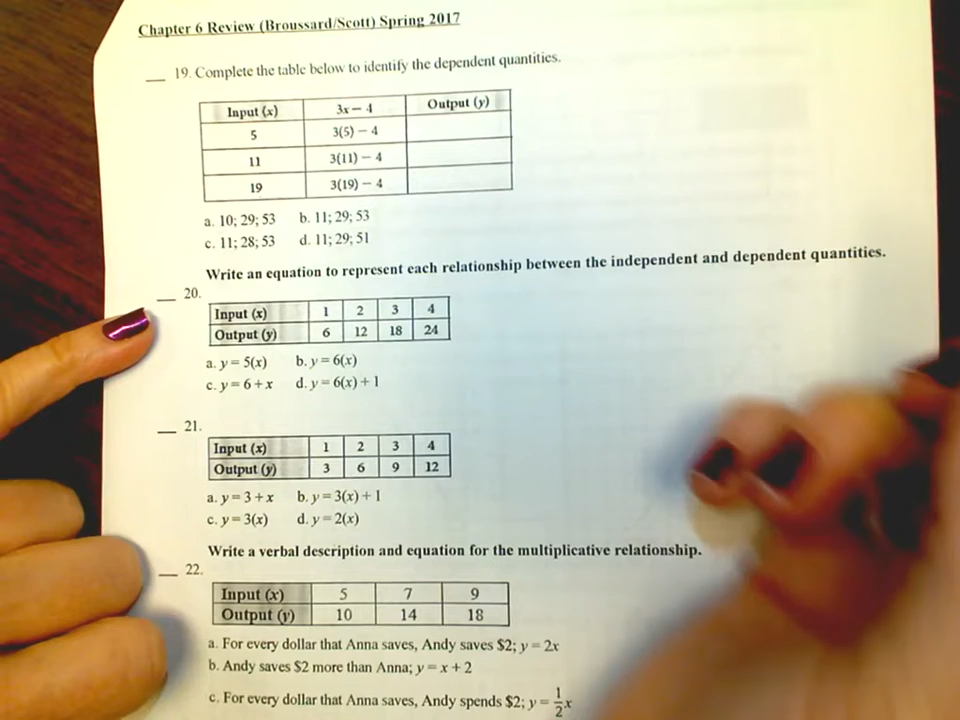 Chapter 6 Review (Broussard/Scott) Spring 2017
__ 19. Complete the table below to identify the dependent quantities.
Input (x) 3x – 4 Output (y)
5 3(5) – 4
11 3(11) – 4
19 3(19) – 4
a. 10; 29; 53 b. 11; 29; 53
c. 11; 28; 53 d. 11; 29; 51
Write an equation to represent each relationship between the independent and dependent quantities.
__ 20.
Input (x) 1 2 3 4
Output (y) 6 12 18 24
a. y = 5(x) b. y = 6(x)
c. y = 6 + x d. y = 6(x) + 1
__ 21.
Input (x) 1 2 3 4
Output (y) 3 6 9 12
a. y = 3 + x b. y = 3(x) + 1
c. y = 3(x) d. y = 2(x)
Write a verbal description and equation for the multiplicative relationship.
__ 22.
Input (x) 5 7 9
Output (y) 10 14 18
a. For every dollar that Anna saves, Andy saves $2; y = 2x
b. Andy saves $2 more than Anna; y = x + 2
c. For every dollar that Anna saves, Andy spends $2; y = 1/2 x